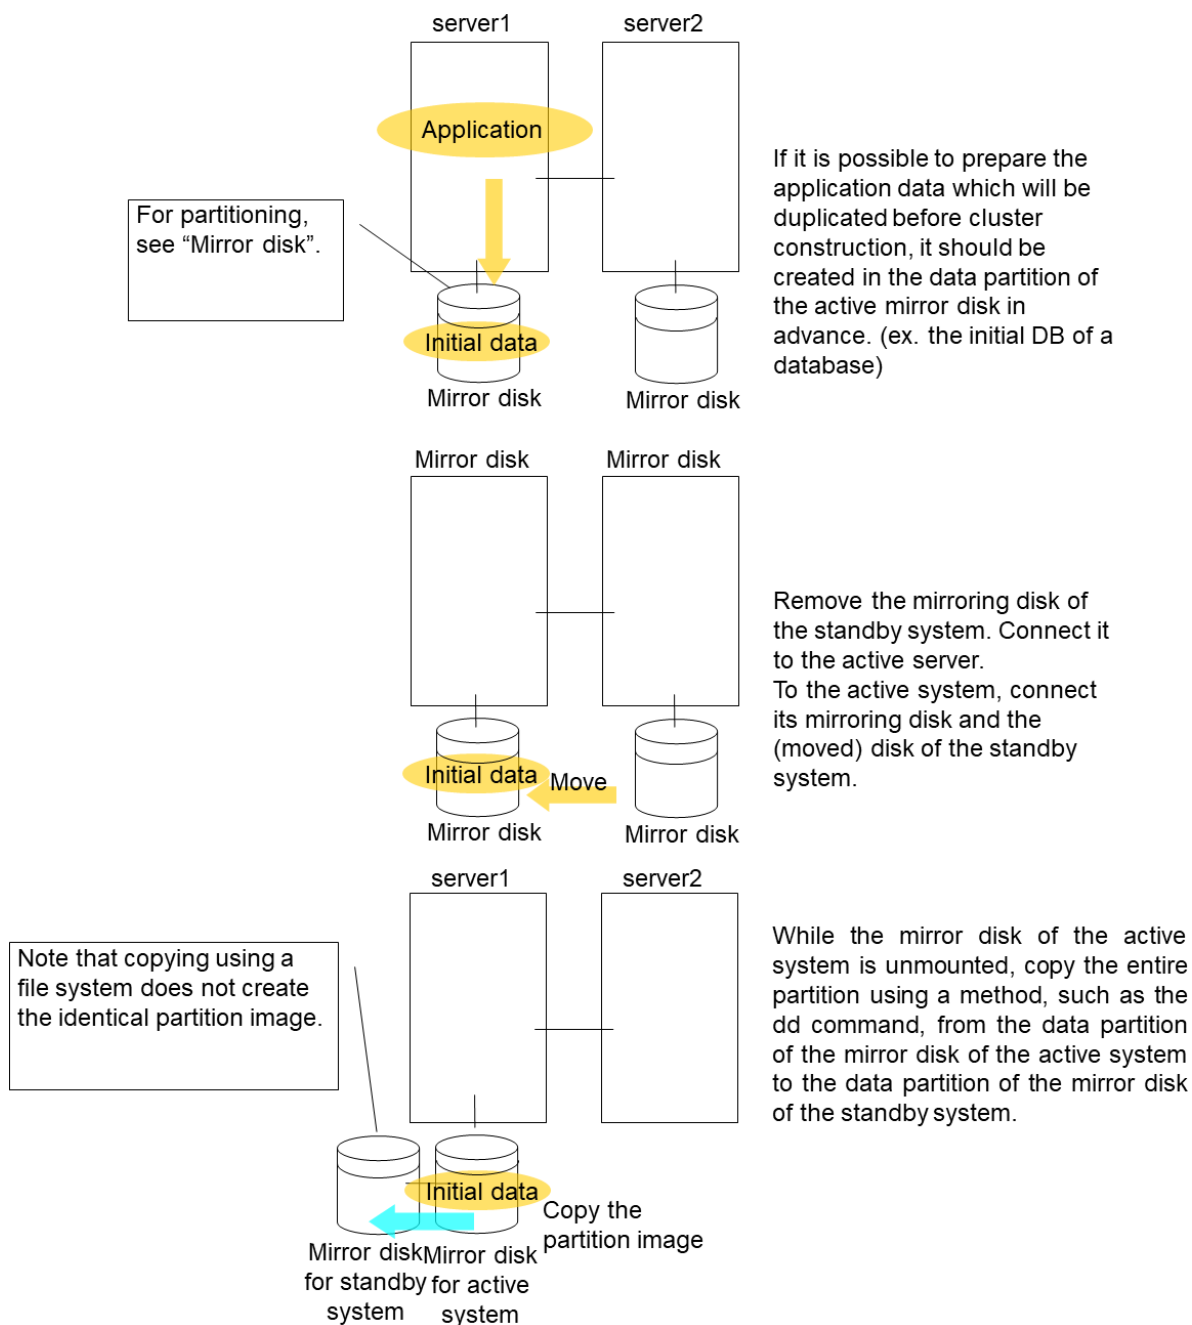 server1
server2
Application
For partitioning,
see “Mirror disk”.
Initial data
Mirror disk
Mirror disk
If it is possible to prepare the
application data which will be
duplicated before cluster
construction, it should be
created in the data partition of
the active mirror disk in
advance. (ex. the initial DB of a
database)
Mirror disk
Mirror disk
Initial data
Move
Mirror disk
Mirror disk
Remove the mirroring disk of
the standby system. Connect it
to the active server.
To the active system, connect
its mirroring disk and the
(moved) disk of the standby
system.
server1
server2
Note that copying using a
file system does not create
the identical partition image.
Initial data
Copy the
partition image
Mirror disk
for standby
system
Mirror disk
for active
system
While the mirror disk of the active
system is unmounted, copy the entire
partition using a method, such as the
dd command, from the data partition
of the mirror disk of the active system
to the data partition of the mirror disk
of the standby system.